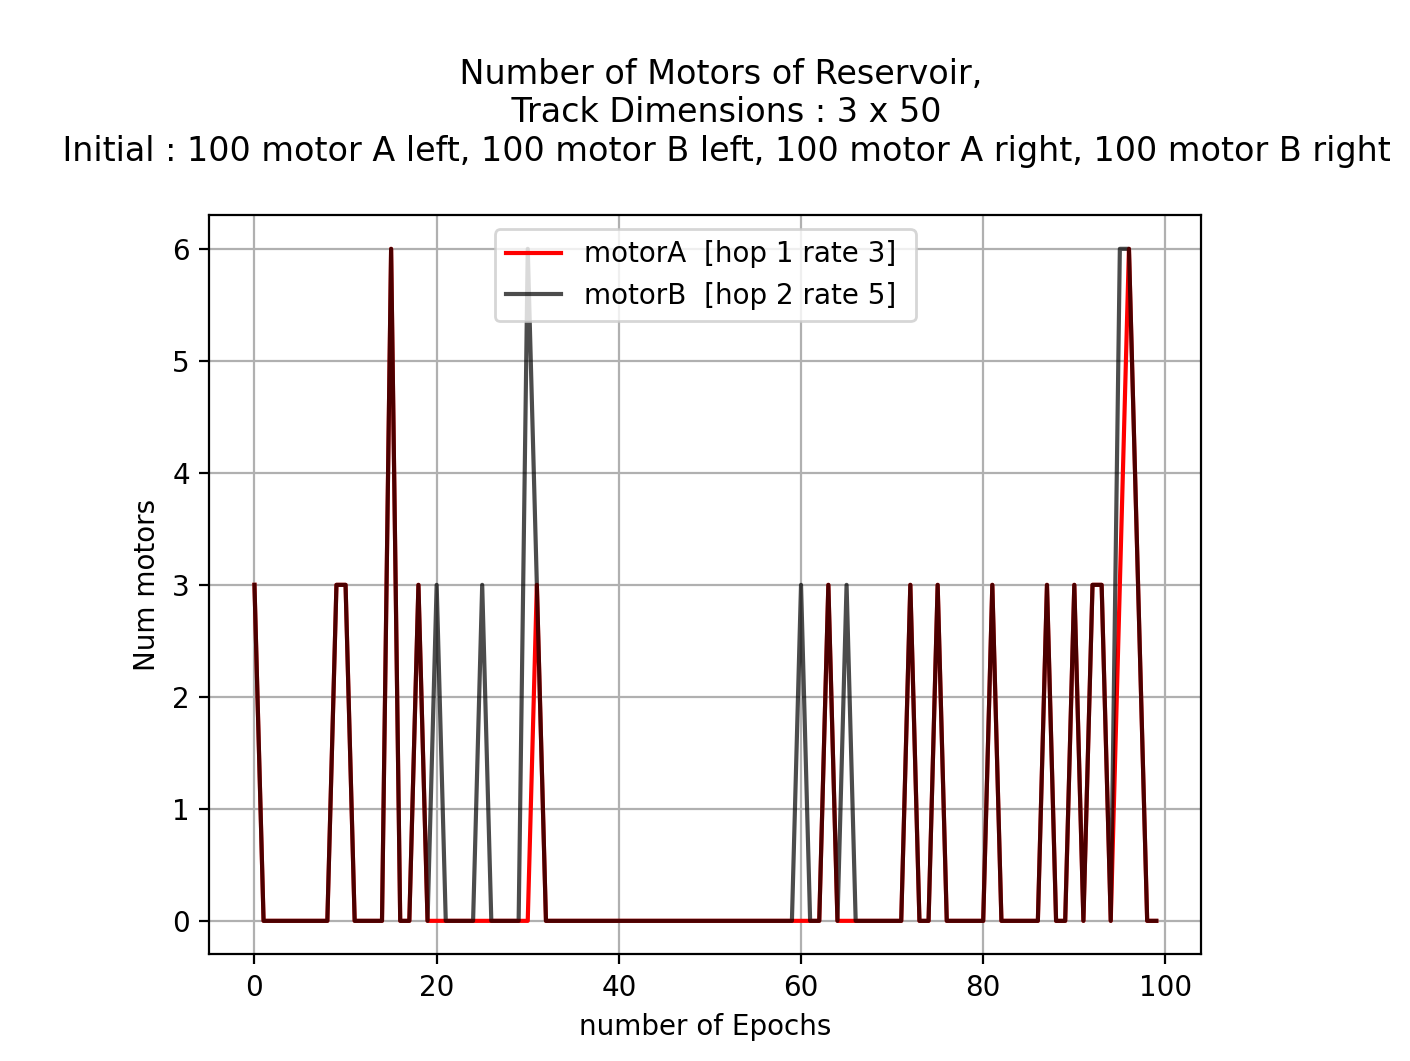 Number of Motors of Reservoir,
Track Dimensions : 3 x 50
Initial : 100 motor A left, 100 motor B left, 100 motor A right, 100 motor B right
motorA [hop 1 rate 3]
motorB [hop 2 rate 5]
6
5
4
3
2
1
0
Num motors
0 20 40 60 80 100
number of Epochs